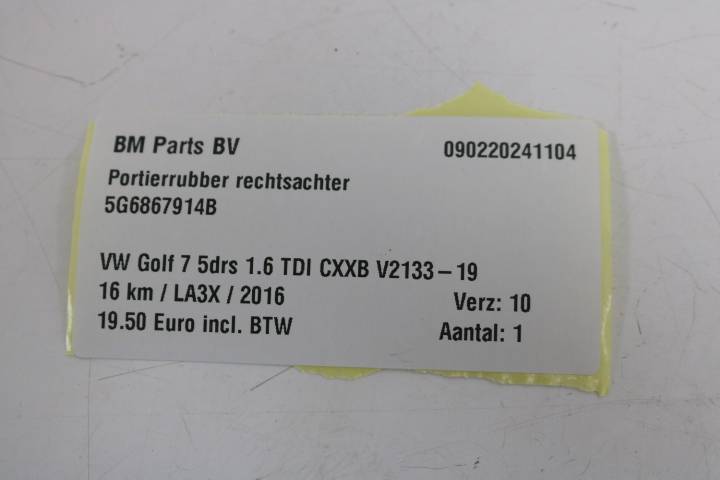 BM Parts BV 090220241104
Portierrubber rechtsachter
5G6867914B
VW Golf 7 5drs 1.6 TDI CXXB V2133-19
16 km / LA3X / 2016 Verz: 10
19.50 Euro incl. BTW Aantal: 1